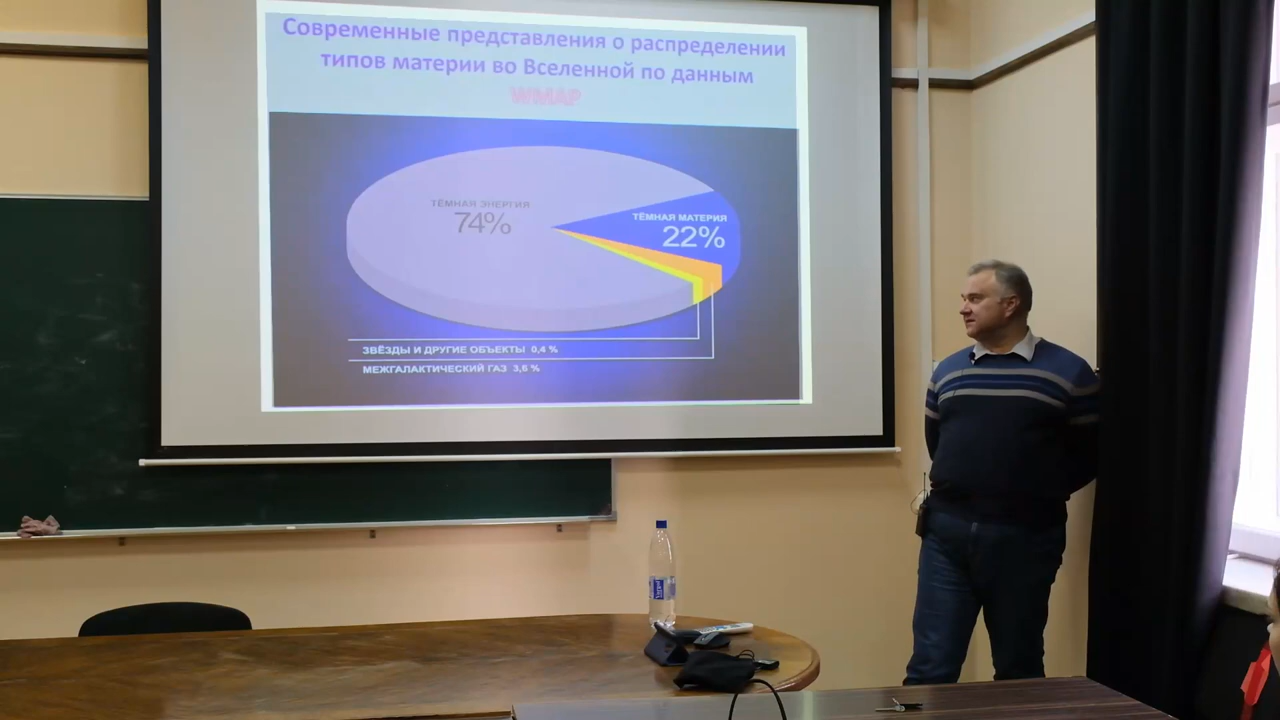 Современные представления о распределении
типов материи во Вселенной по данным
WMAP
ТЁМНАЯ ЭНЕРГИЯ
74%
ТЁМНАЯ МАТЕРИЯ
22%
ЗВЁЗДЫ И ДРУГИЕ ОБЪЕКТЫ 0,4 %
МЕЖГАЛАКТИЧЕСКИЙ ГАЗ 3,6 %